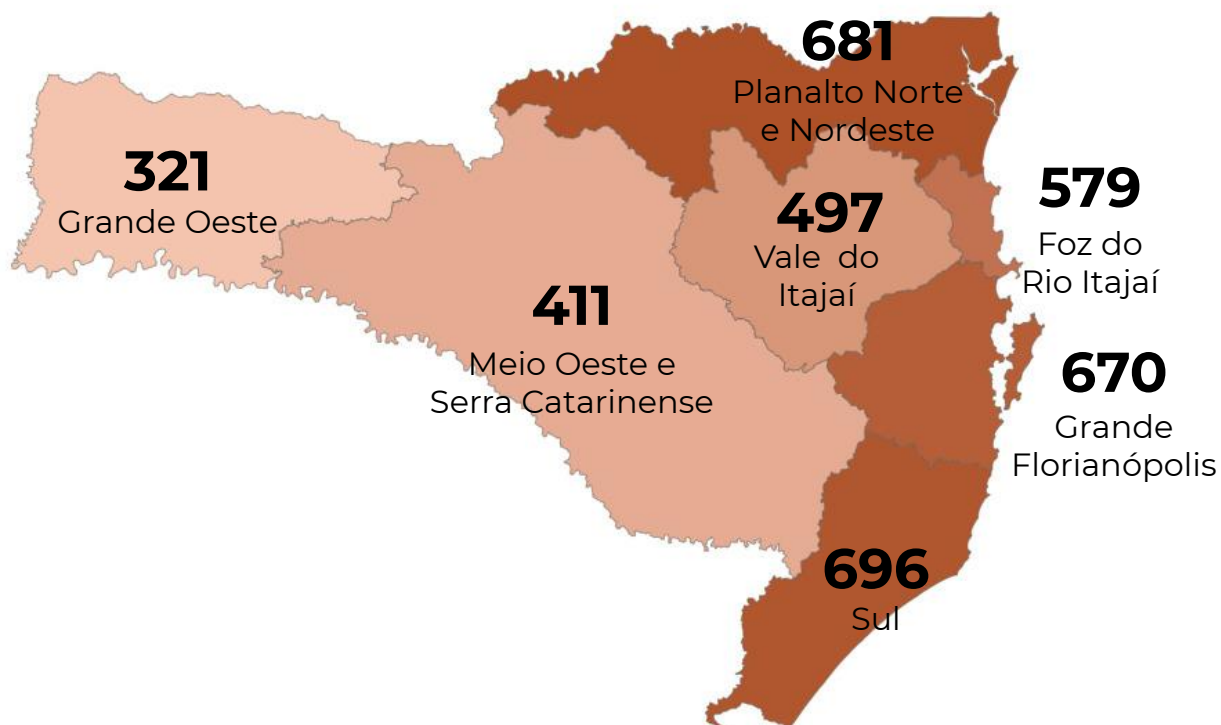 681
Planalto Norte
e Nordeste
321
Grande Oeste
497
Vale do
Itajaí
579
Foz do
Rio Itajaí
411
Meio Oeste e
Serra Catarinense
670
Grande
Florianópolis
696
Sul